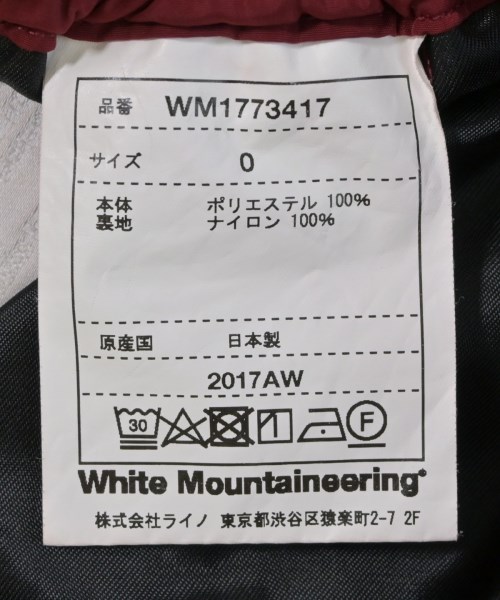 品番 WM1773417
サイズ 0
本体 ポリエステル 100%
裏地 ナイロン 100%
原産国 日本製
2017AW
30 F
White Mountaineering®
株式会社ライノ 東京都渋谷区猿楽町2-7 2F